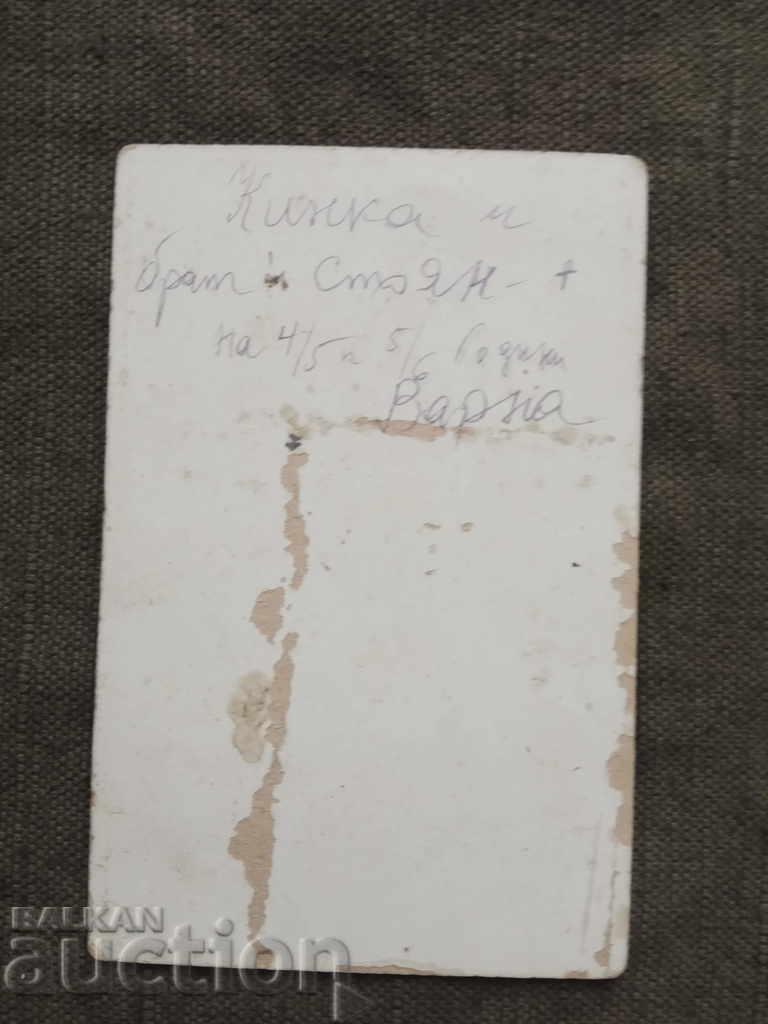 Кинка и
брат ѝ Стоян - +
на 4/5 и 5/6 години
Варна
BALKAN
auction